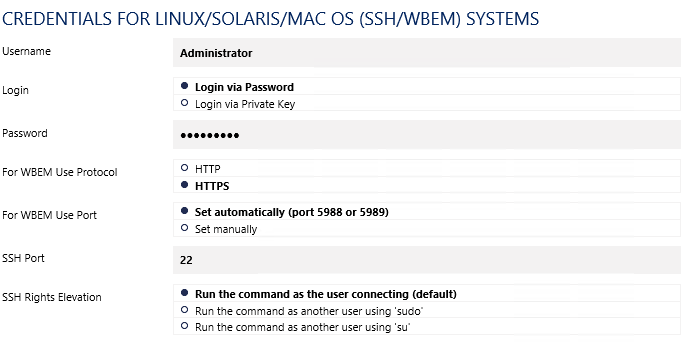 CREDENTIALS FOR LINUX/SOLARIS/MAC OS (SSH/WBEM) SYSTEMS
Username Administrator
Login Login via Password
Login via Private Key
Password •••••••••
For WBEM Use Protocol HTTP
HTTPS
For WBEM Use Port Set automatically (port 5988 or 5989)
Set manually
SSH Port 22
SSH Rights Elevation Run the command as the user connecting (default)
Run the command as another user using 'sudo'
Run the command as another user using 'su'